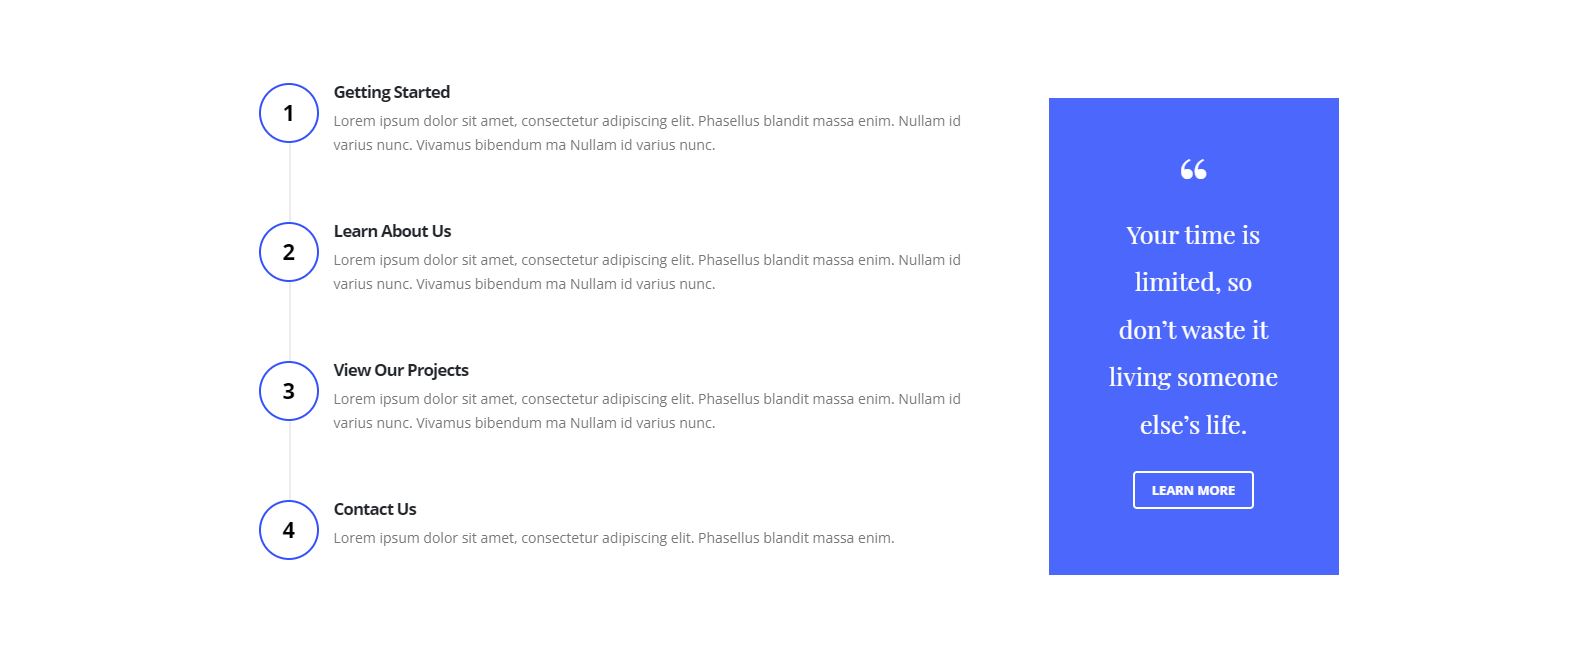 1
Getting Started
Lorem ipsum dolor sit amet, consectetur adipiscing elit. Phasellus blandit massa enim. Nullam id
varius nunc. Vivamus bibendum ma Nullam id varius nunc.
2
Learn About Us
Lorem ipsum dolor sit amet, consectetur adipiscing elit. Phasellus blandit massa enim. Nullam id
varius nunc. Vivamus bibendum ma Nullam id varius nunc.
3
View Our Projects
Lorem ipsum dolor sit amet, consectetur adipiscing elit. Phasellus blandit massa enim. Nullam id
varius nunc. Vivamus bibendum ma Nullam id varius nunc.
4
Contact Us
Lorem ipsum dolor sit amet, consectetur adipiscing elit. Phasellus blandit massa enim.
“
Your time is
limited, so
don’t waste it
living someone
else’s life.
LEARN MORE